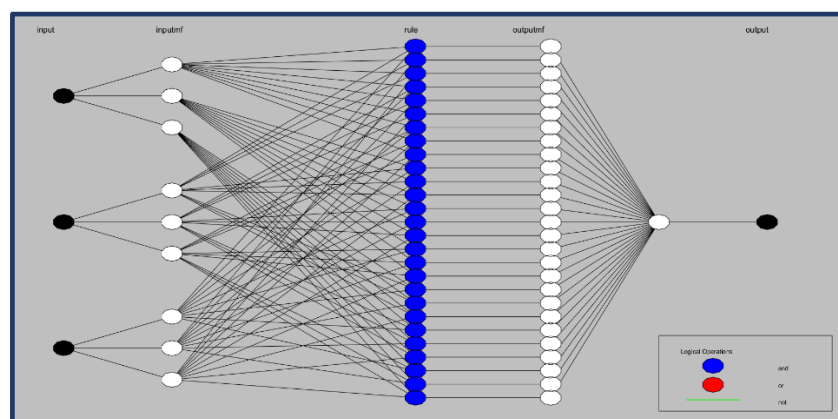 input inputmf rule outputmf output
Logical Operations
and
or
not